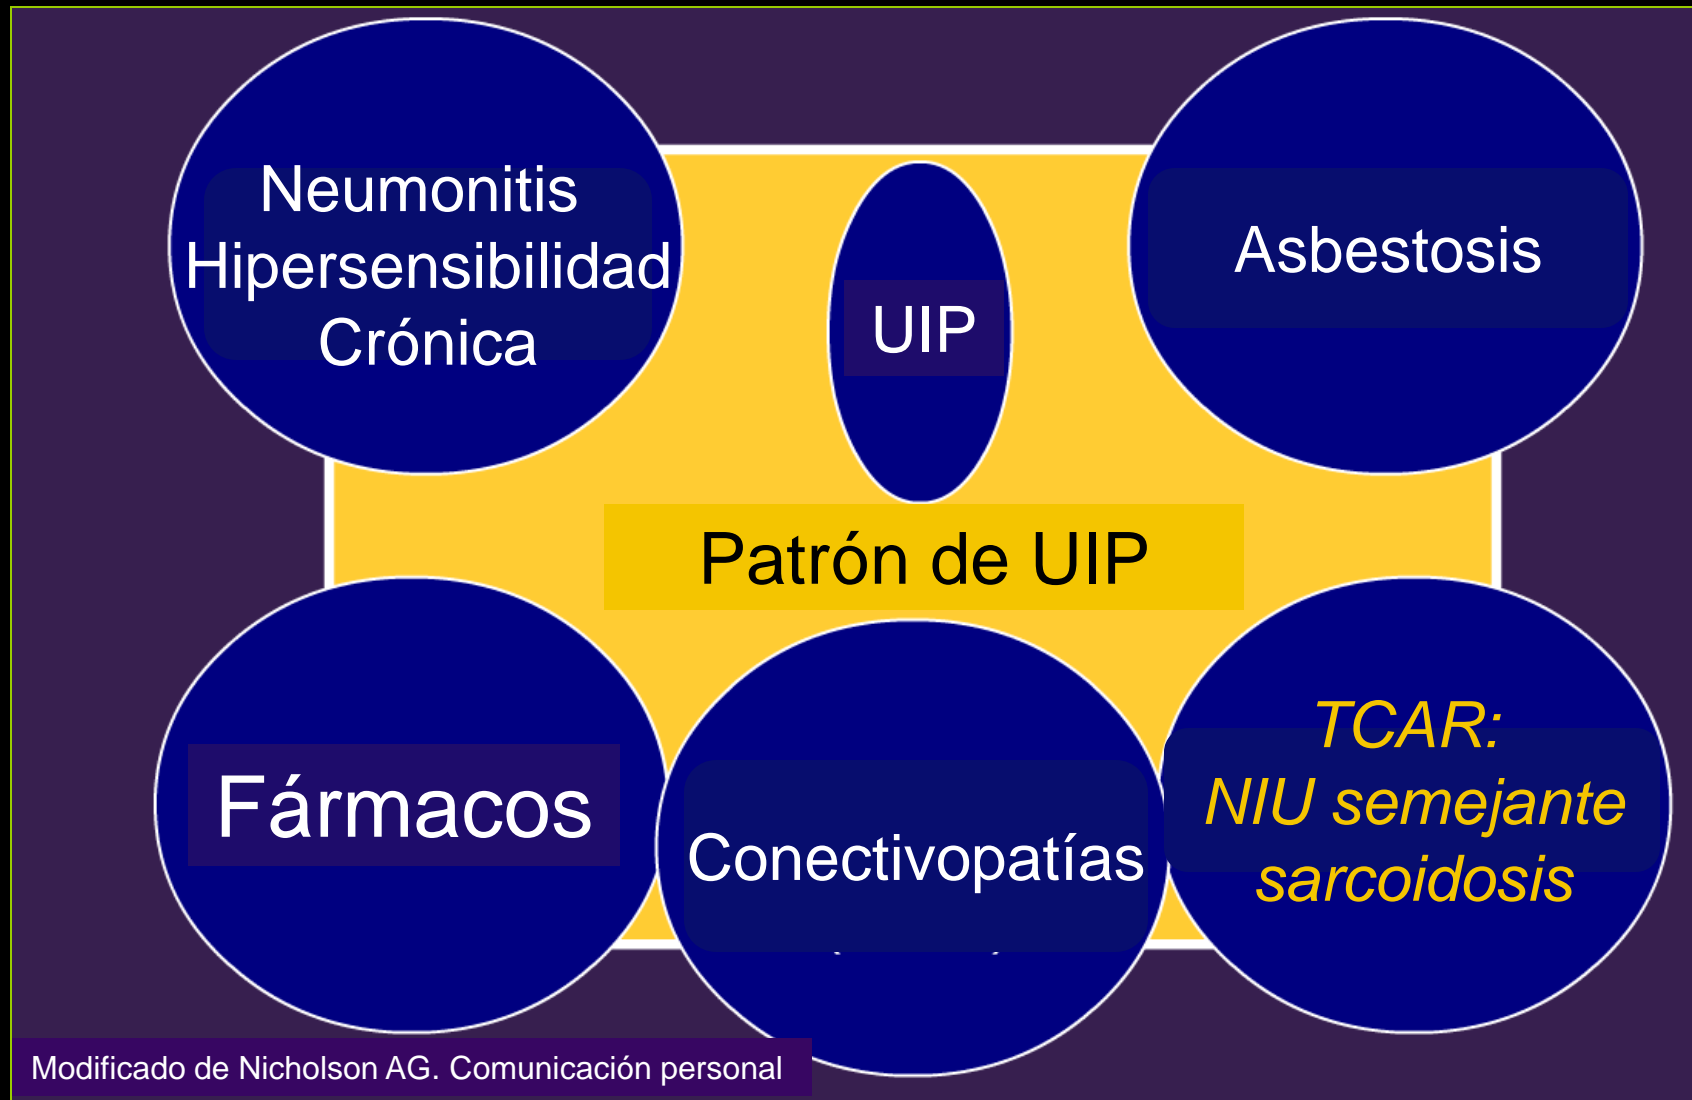 Neumonitis
Hipersensibilidad
Crónica
UIP
Asbestosis
Patrón de UIP
Fármacos
Conectivopatías
TCAR:
NIU semejante
sarcoidosis
Modificado de Nicholson AG. Comunicación personal